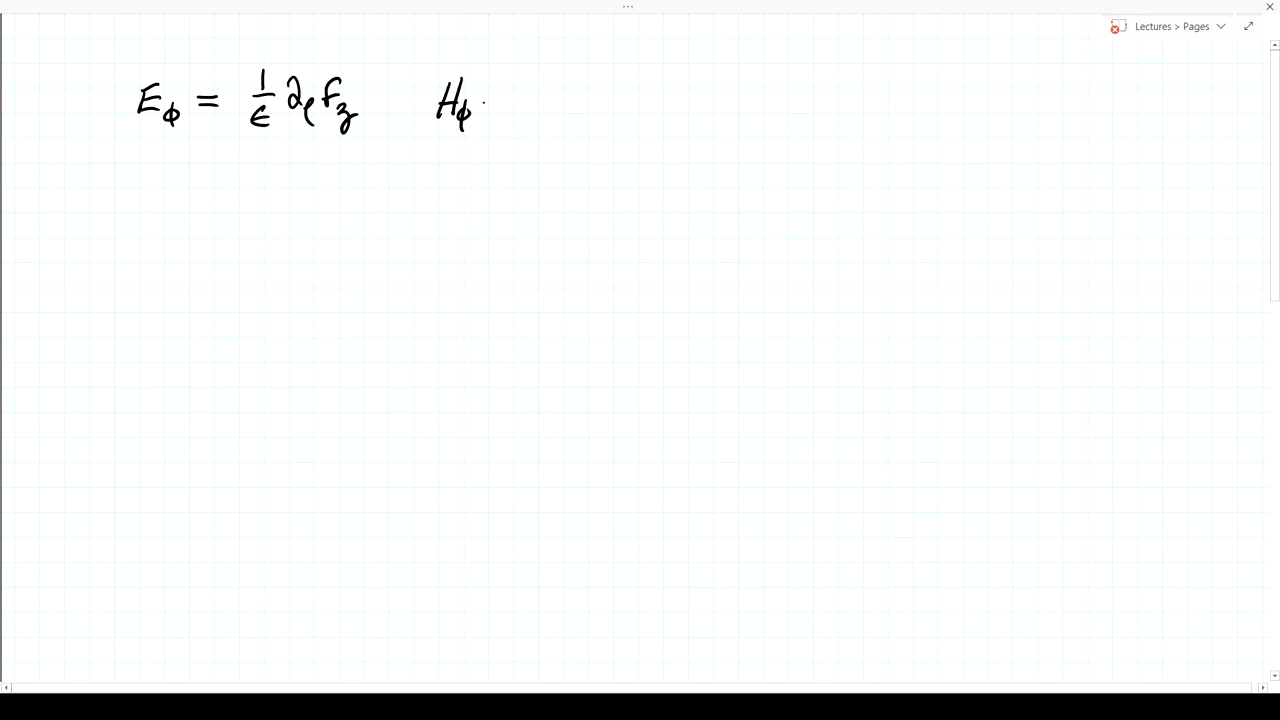 Lectures > Pages
E_ϕ = 1/ϵ ∂_ρ F_z   H_ϕ